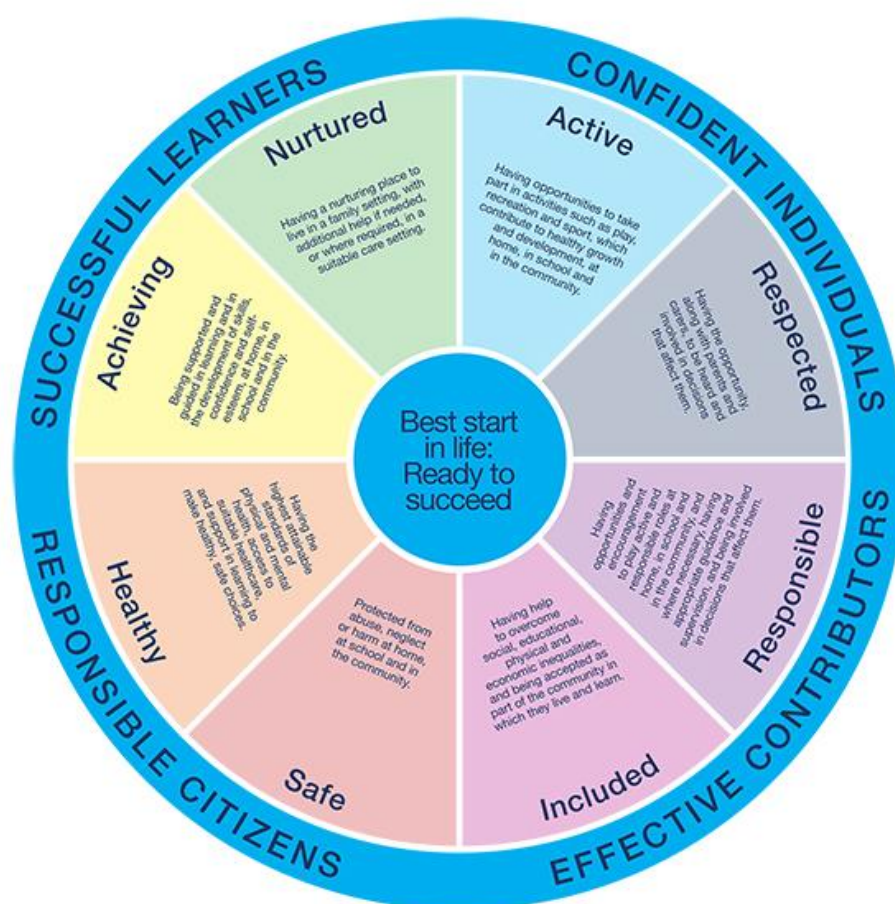 SUCCESSFUL LEARNERS
CONFIDENT INDIVIDUALS
EFFECTIVE CONTRIBUTORS
RESPONSIBLE CITIZENS
Best start
in life:
Ready to
succeed
Nurtured
Having a nurturing place to
live in a family setting, with
additional help if needed,
or where required, in a
suitable care setting.
Active
Having opportunities to take
part in activities such as play,
recreation and sport, which
contribute to healthy growth
and development, at
home, in school and
in the community.
Respected
Having the opportunity,
along with parents and
carers, to be heard and
involved in decisions
that affect them.
Responsible
Having
opportunities and
encouragement
to play active and
responsible roles at
home, in school and
in the community, and
where necessary, having
appropriate guidance and
supervision, and being involved
in decisions that affect them.
Included
Having help
to overcome
social, educational,
physical and
economic inequalities,
and being accepted as
part of the community in
which they live and learn.
Safe
Protected from
abuse, neglect
or harm at home,
at school and in
the community.
Healthy
Having the
highest attainable
standards of
physical and mental
health, access to
suitable healthcare,
and support in learning to
make healthy, safe choices.
Achieving
Being supported and
guided in learning and in
the development of skills,
confidence and self-
esteem, at home, in
school and in the
community.